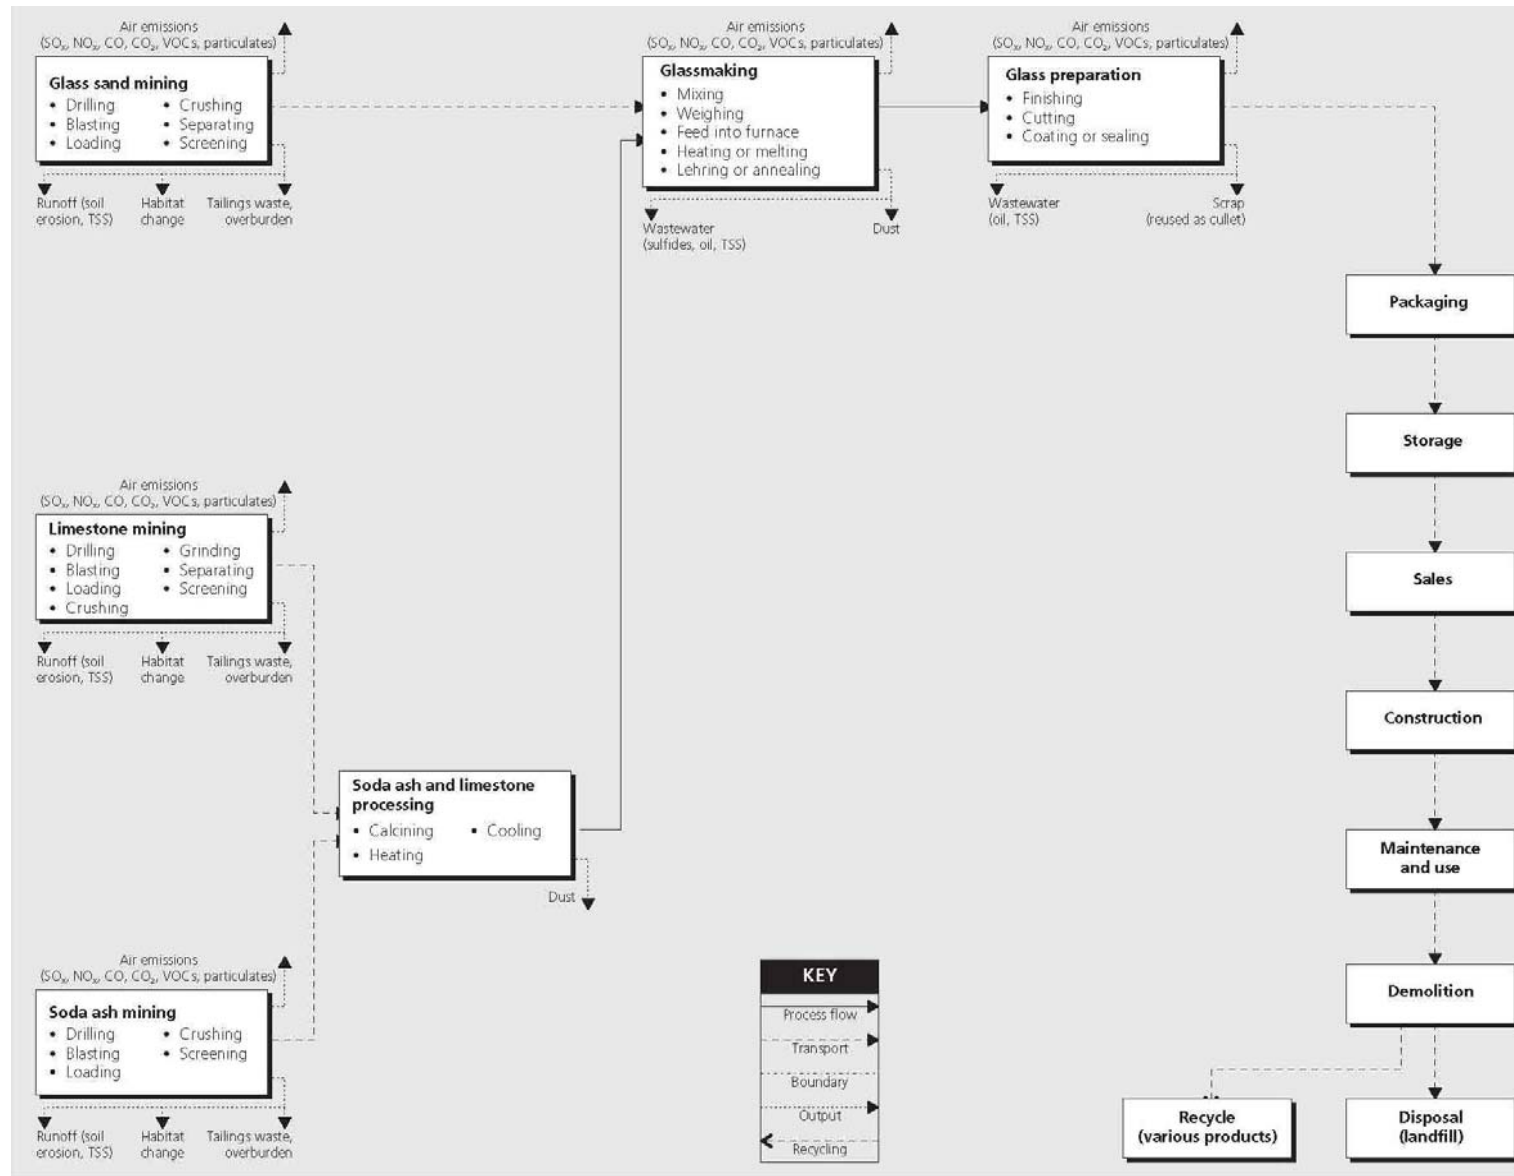 Air emissions
(SOₓ, NOₓ, CO, CO₂, VOCs, particulates)
Glass sand mining
• Drilling
• Blasting
• Loading
• Crushing
• Separating
• Screening
Runoff (soil
erosion, TSS)
Habitat
change
Tailings waste,
overburden
Air emissions
(SOₓ, NOₓ, CO, CO₂, VOCs, particulates)
Glassmaking
• Mixing
• Weighing
• Feed into furnace
• Heating or melting
• Lehring or annealing
Wastewater
(sulfides, oil, TSS)
Dust
Air emissions
(SOₓ, NOₓ, CO, CO₂, VOCs, particulates)
Glass preparation
• Finishing
• Cutting
• Coating or sealing
Wastewater
(oil, TSS)
Scrap
(reused as cullet)
Packaging
Storage
Sales
Construction
Maintenance
and use
Demolition
Recycle
(various products)
Disposal
(landfill)
Air emissions
(SOₓ, NOₓ, CO, CO₂, VOCs, particulates)
Limestone mining
• Drilling
• Blasting
• Loading
• Crushing
• Grinding
• Separating
• Screening
Runoff (soil
erosion, TSS)
Habitat
change
Tailings waste,
overburden
Soda ash and limestone
processing
• Calcining
• Heating
• Cooling
Dust
Air emissions
(SOₓ, NOₓ, CO, CO₂, VOCs, particulates)
Soda ash mining
• Drilling
• Blasting
• Loading
• Crushing
• Screening
Runoff (soil
erosion, TSS)
Habitat
change
Tailings waste,
overburden
KEY
Process flow
Transport
Boundary
Output
Recycling